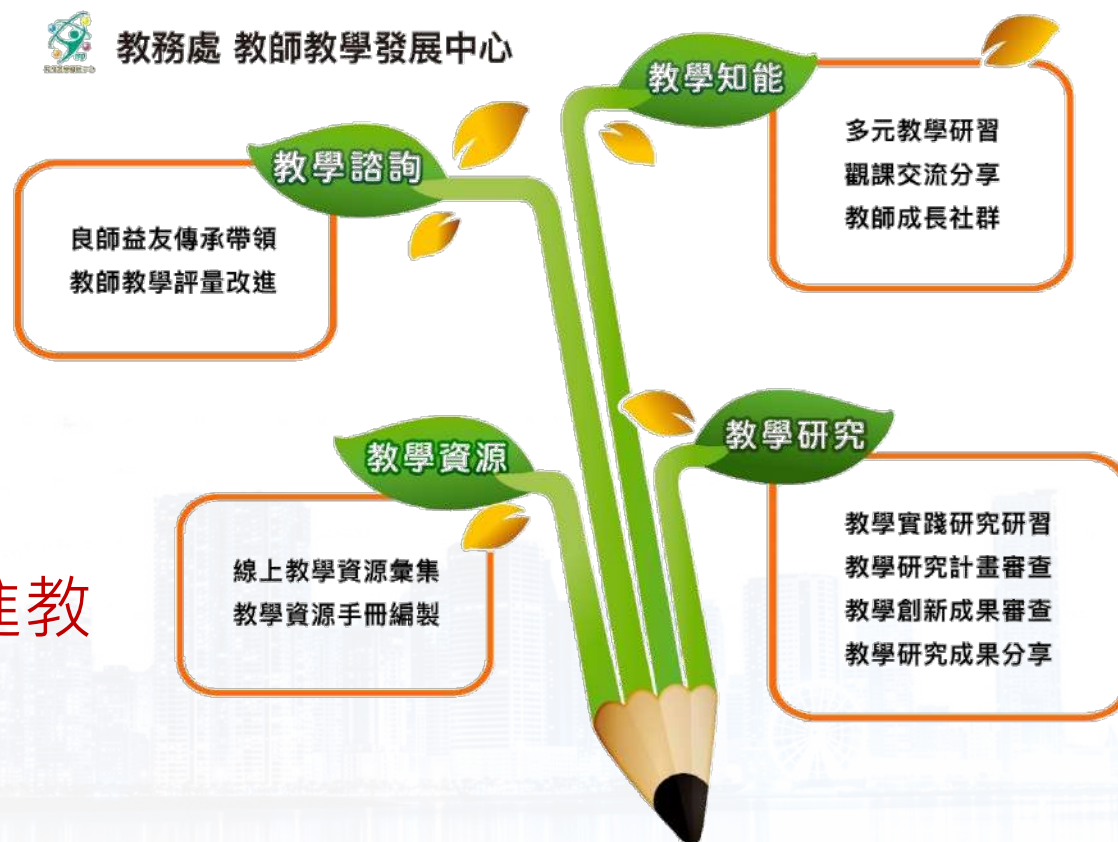 教務處 教師教學發展中心
教學知能
多元教學研習
觀課交流分享
教師成長社群
教學諮詢
良師益友傳承帶領
教師教學評量改進
教學資源
線上教學資源彙集
教學資源手冊編製
教學研究
教學實踐研究研習
教學研究計畫審查
教學創新成果審查
教學研究成果分享
進教